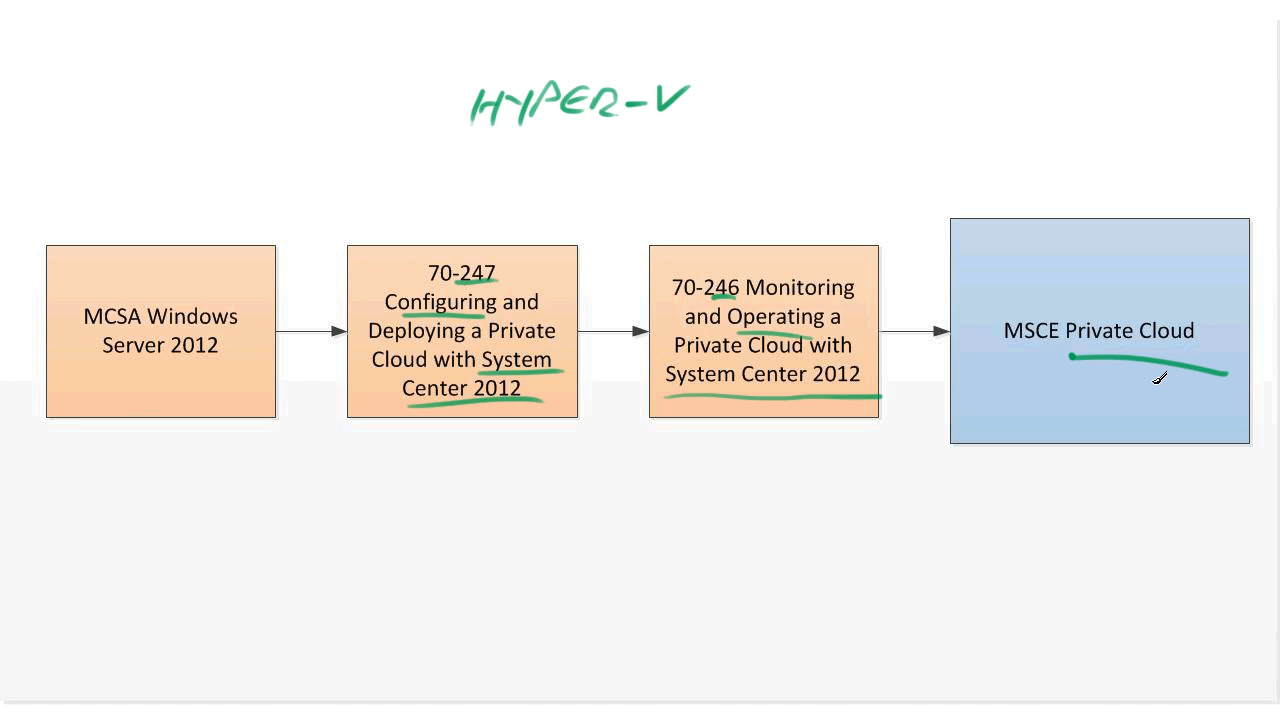 HYPER-V
MCSA Windows
Server 2012
70-247
Configuring and
Deploying a Private
Cloud with System
Center 2012
70-246 Monitoring
and Operating a
Private Cloud with
System Center 2012
MSCE Private Cloud